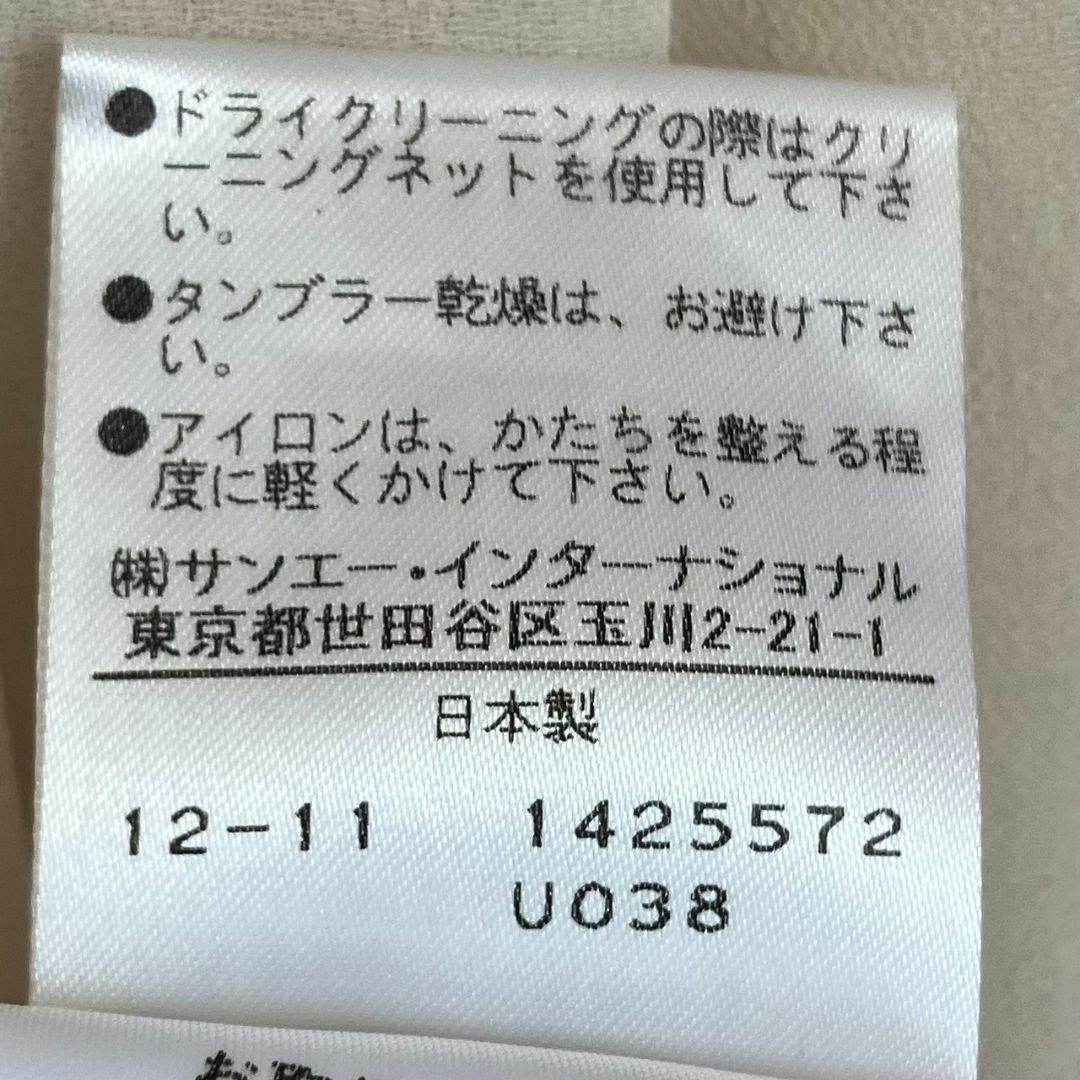 ●ドライクリーニングの際はクリ
ーニングネットを使用して下さ
い。
●タンブラー乾燥は、お避け下さ
い。
●アイロンは、かたちを整える程
度に軽くかけて下さい。
㈱サンエー・インターナショナル
東京都世田谷区玉川2-21-1
日本製
12-11 1425572
U038